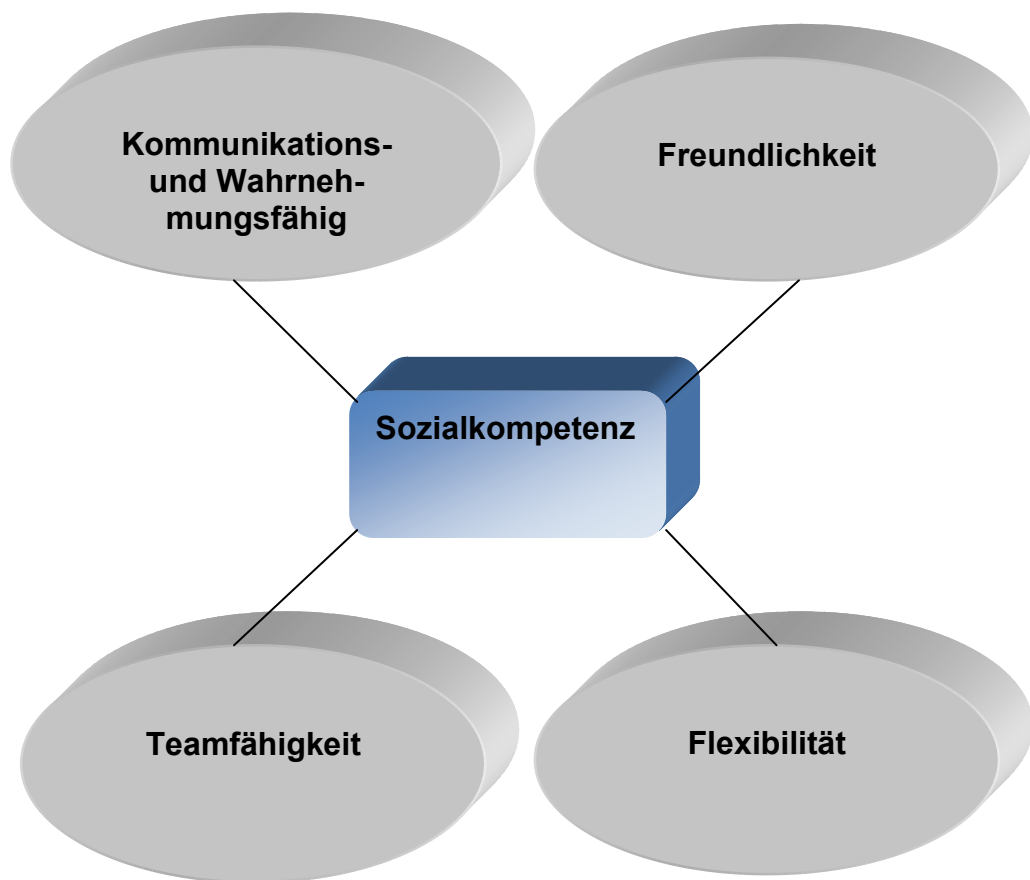 Kommunikations-
und Wahrneh-
mungsfähig
Freundlichkeit
Sozialkompetenz
Teamfähigkeit
Flexibilität